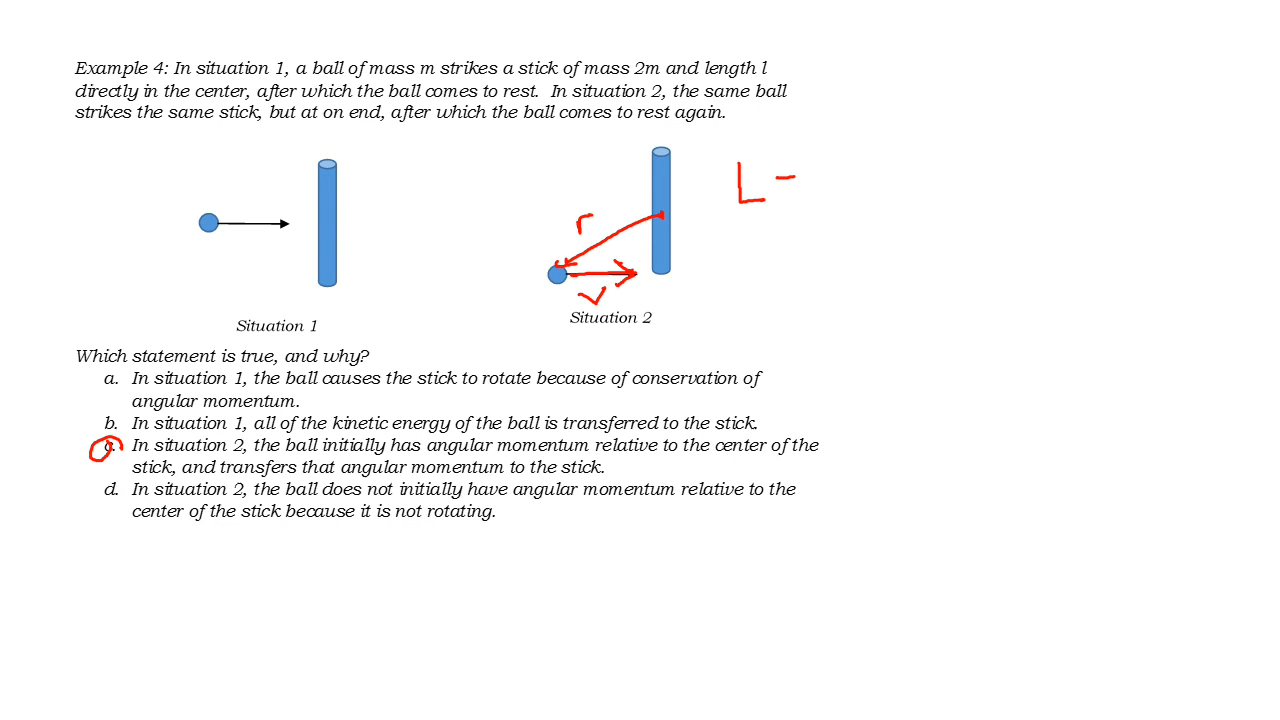 Example 4: In situation 1, a ball of mass m strikes a stick of mass 2m and length l
directly in the center, after which the ball comes to rest. In situation 2, the same ball
strikes the same stick, but at on end, after which the ball comes to rest again.
L =
r
v
Situation 1
Situation 2
Which statement is true, and why?
a. In situation 1, the ball causes the stick to rotate because of conservation of
angular momentum.
b. In situation 1, all of the kinetic energy of the ball is transferred to the stick.
c. In situation 2, the ball initially has angular momentum relative to the center of the
stick, and transfers that angular momentum to the stick.
d. In situation 2, the ball does not initially have angular momentum relative to the
center of the stick because it is not rotating.